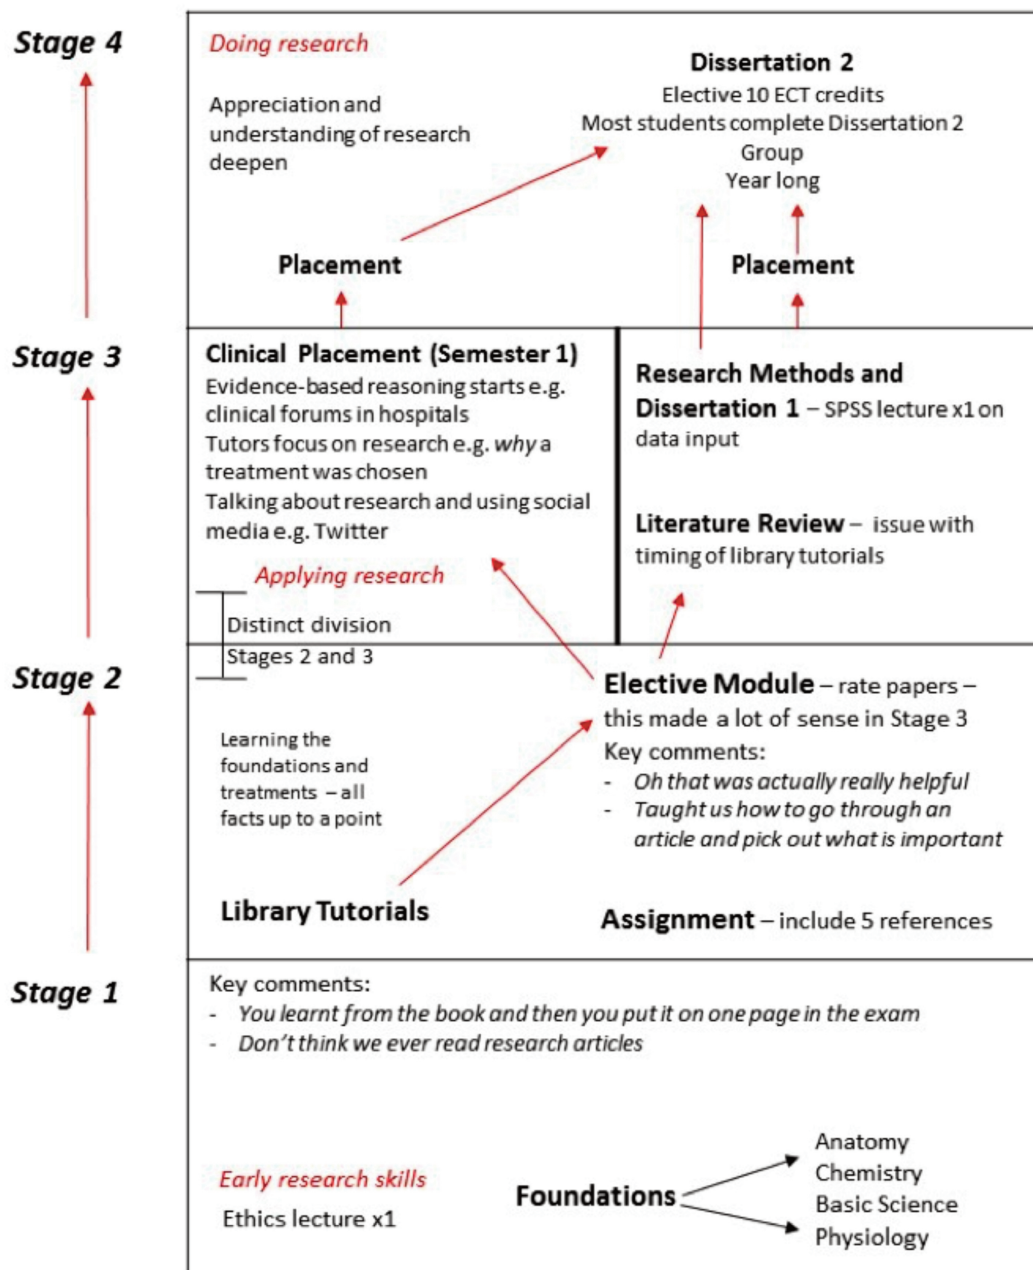 Stage 4
Doing research
Appreciation and
understanding of research
deepen
Dissertation 2
Elective 10 ECT credits
Most students complete Dissertation 2
Group
Year long
Placement
Placement
Stage 3
Clinical Placement (Semester 1)
Evidence-based reasoning starts e.g.
clinical forums in hospitals
Tutors focus on research e.g. why a
treatment was chosen
Talking about research and using social
media e.g. Twitter
Applying research
Research Methods and
Dissertation 1 – SPSS lecture x1 on
data input
Literature Review – issue with
timing of library tutorials
Distinct division
Stages 2 and 3
Stage 2
Learning the
foundations and
treatments – all
facts up to a point
Elective Module – rate papers –
this made a lot of sense in Stage 3
Key comments:
- Oh that was actually really helpful
- Taught us how to go through an
article and pick out what is important
Library Tutorials
Assignment – include 5 references
Stage 1
Key comments:
- You learnt from the book and then you put it on one page in the exam
- Don't think we ever read research articles
Early research skills
Ethics lecture x1
Foundations
Anatomy
Chemistry
Basic Science
Physiology